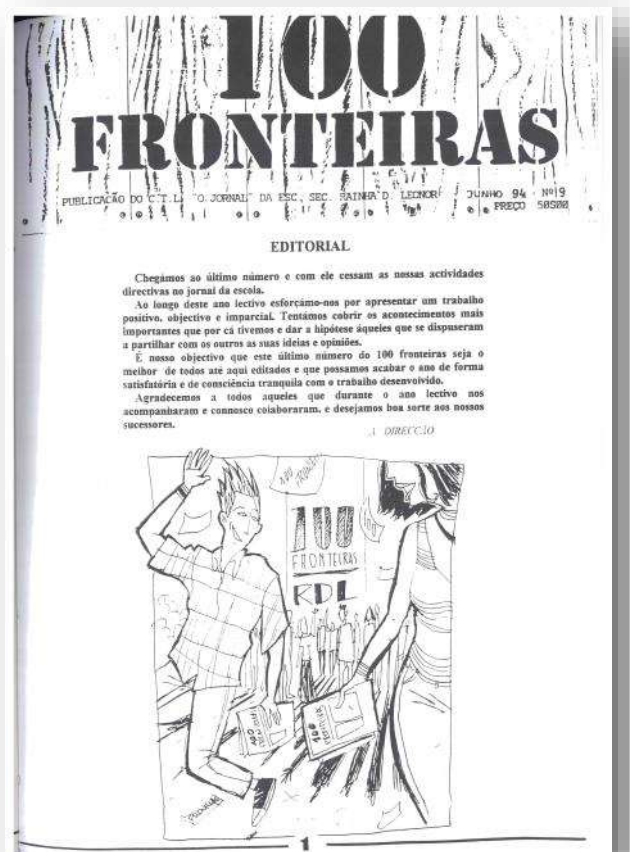 100
FRONTEIRAS
PUBLICAÇÃO DO C.T.L. "O JORNAL" DA ESC. SEC. RAINHA D. LEONOR JUNHO 94 Nº 9
PREÇO 50$00
EDITORIAL
Chegámos ao último número e com ele cessam as nossas actividades
directivas no jornal da escola.
Ao longo deste ano lectivo esforçámo-nos por apresentar um trabalho
positivo, objectivo e imparcial. Tentámos cobrir os acontecimentos mais
importantes que por cá tivemos e dar a hipótese áqueles que se dispuseram
a partilhar com os outros as suas ideias e opiniões.
É nosso objectivo que este último número do 100 fronteiras seja o
melhor de todos até aqui editados e que possamos acabar o ano de forma
satisfatória e de consciência tranquila com o trabalho desenvolvido.
Agradecemos a todos aqueles que durante o ano lectivo nos
acompanharam e connosco colaboraram, e desejamos boa sorte aos nossos
sucessores.
A DIRECÇÃO
100
FRONTEIRAS
RDL
100
100
1